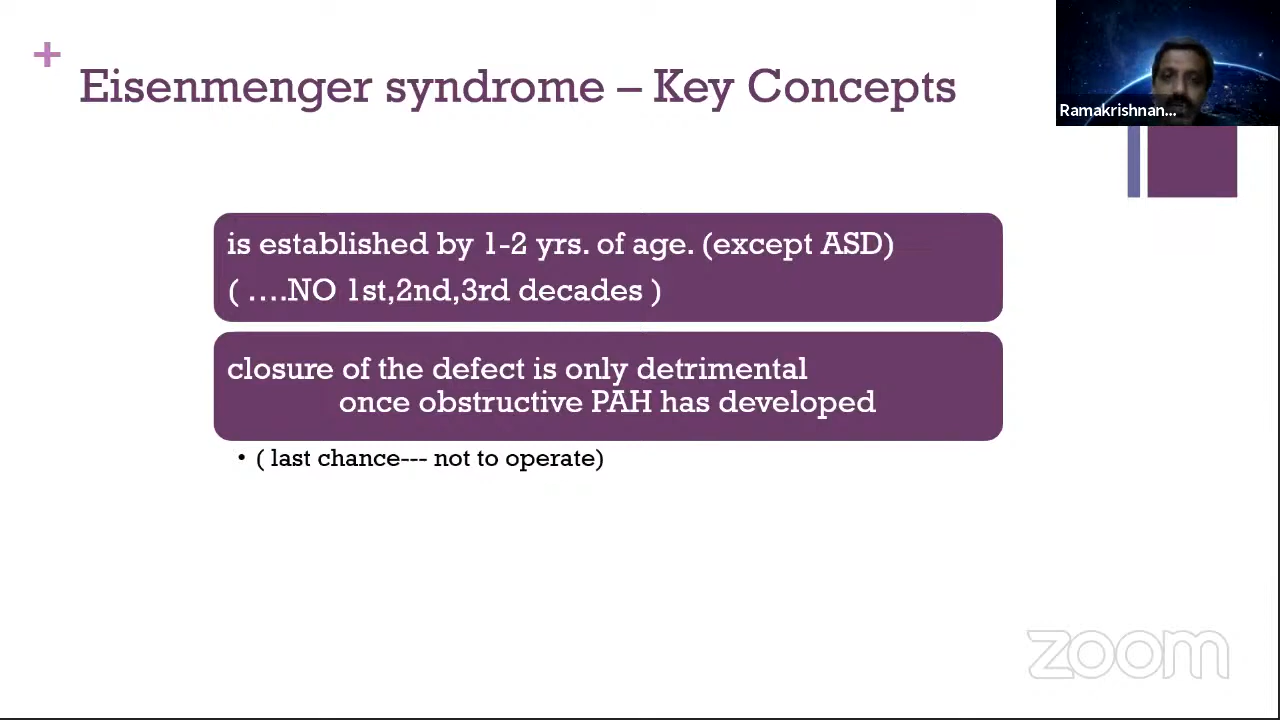 +
Eisenmenger syndrome – Key Concepts
Ramakrishnan...
is established by 1-2 yrs. of age. (except ASD)
( ....NO 1st,2nd,3rd decades )
closure of the defect is only detrimental
once obstructive PAH has developed
• ( last chance--- not to operate)
zoom